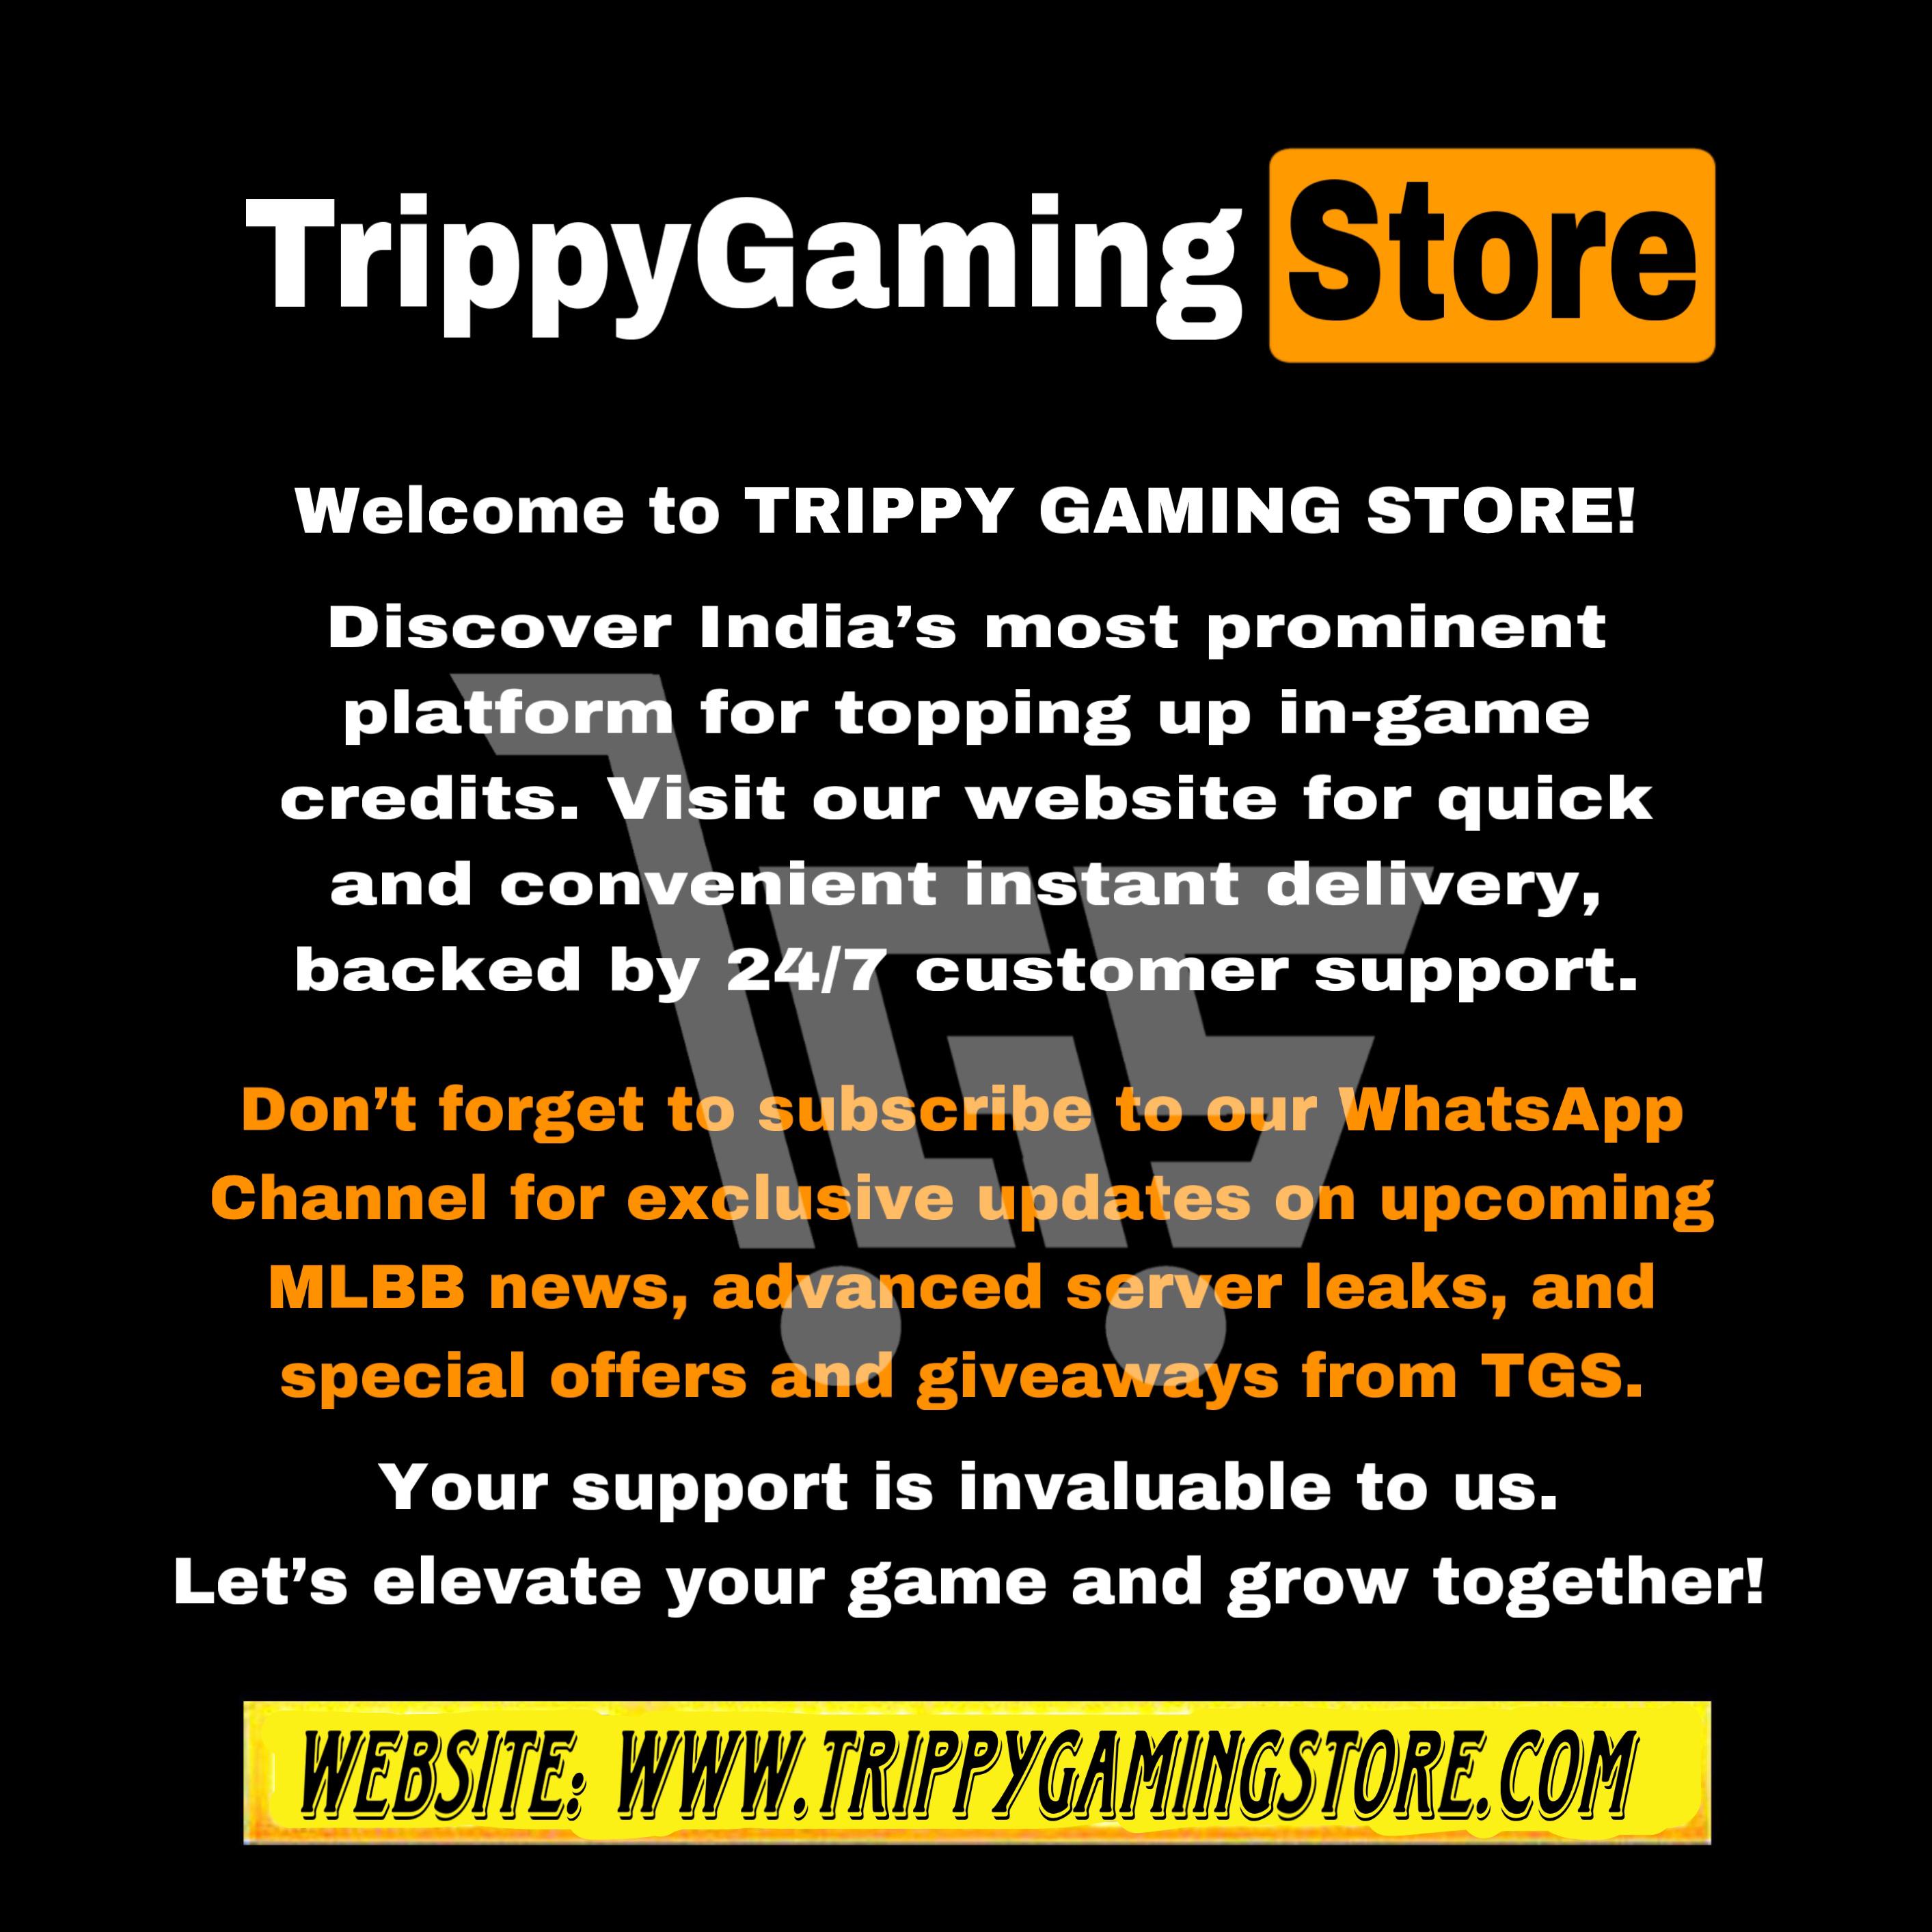 TrippyGaming Store
Welcome to TRIPPY GAMING STORE!
Discover India’s most prominent
platform for topping up in-game
credits. Visit our website for quick
and convenient instant delivery,
backed by 24/7 customer support.
Don’t forget to subscribe to our WhatsApp
Channel for exclusive updates on upcoming
MLBB news, advanced server leaks, and
special offers and giveaways from TGS.
Your support is invaluable to us.
Let’s elevate your game and grow together!
WEBSITE: WWW.TRIPPYGAMINGSTORE.COM